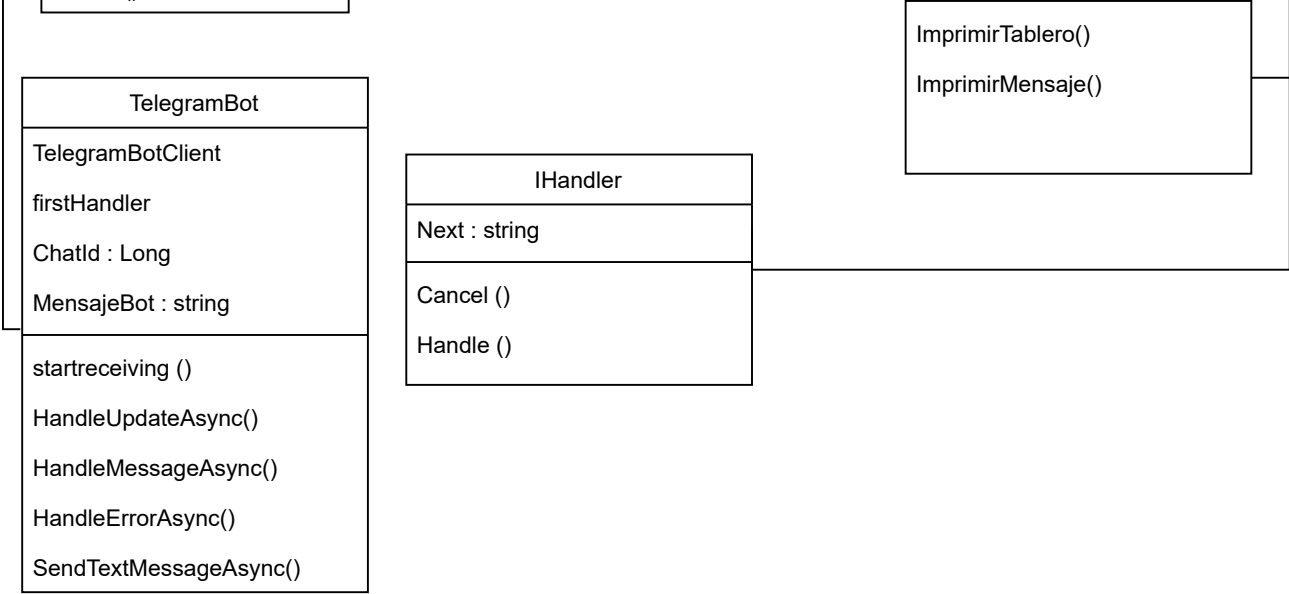 ImprimirTablero()
ImprimirMensaje()
TelegramBot
TelegramBotClient
firstHandler
ChatId : Long
MensajeBot : string
startreceiving ()
HandleUpdateAsync()
HandleMessageAsync()
HandleErrorAsync()
SendTextMessageAsync()
IHandler
Next : string
Cancel ()
Handle ()